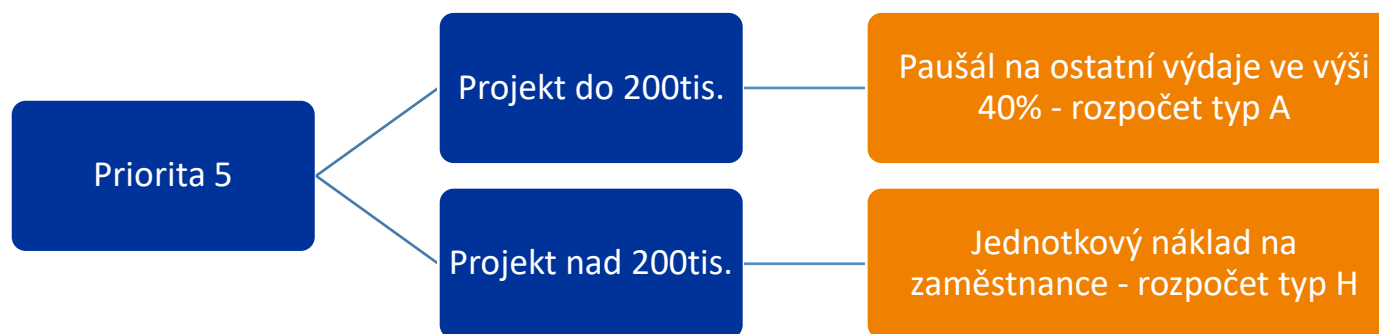 Priorita 5
Projekt do 200tis.
Paušál na ostatní výdaje ve výši
40% - rozpočet typ A
Projekt nad 200tis.
Jednotkový náklad na
zaměstnance - rozpočet typ H